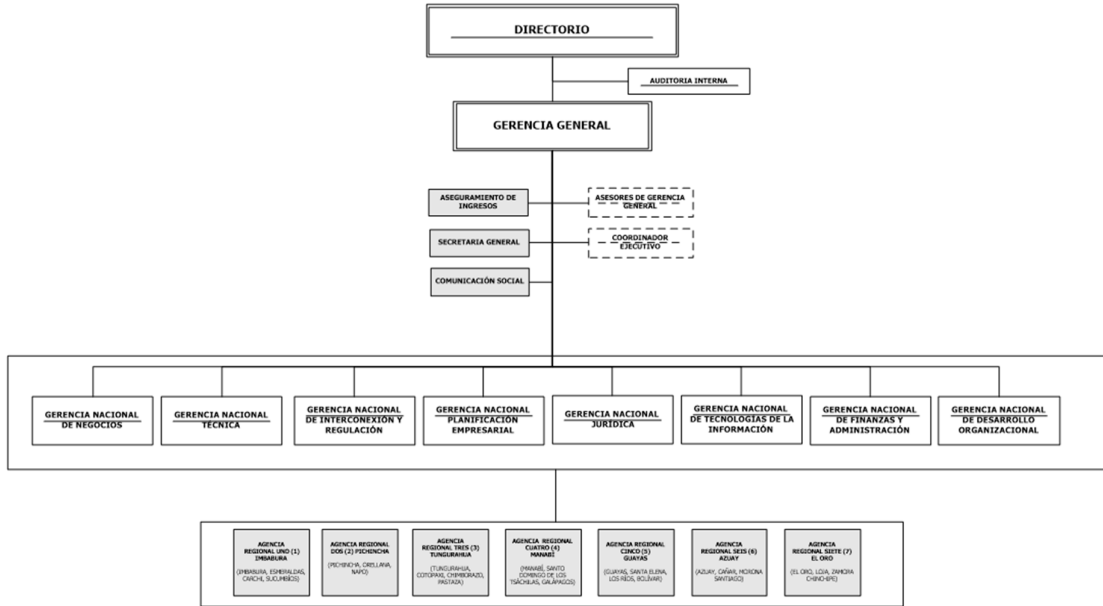 DIRECTORIO
AUDITORIA INTERNA
GERENCIA GENERAL
ASEGURAMIENTO DE
INGRESOS
ASESORES DE GERENCIA
GENERAL
SECRETARIA GENERAL
COORDINADOR
EJECUTIVO
COMUNICACIÓN SOCIAL
GERENCIA NACIONAL
DE NEGOCIOS
GERENCIA NACIONAL
TECNICA
GERENCIA NACIONAL
DE INTERCONEXIÓN Y
REGULACIÓN
GERENCIA NACIONAL
PLANIFICACIÓN
EMPRESARIAL
GERENCIA NACIONAL
JURÍDICA
GERENCIA NACIONAL
DE TECNOLOGÍAS DE LA
INFORMACIÓN
GERENCIA NACIONAL
DE FINANZAS Y
ADMINISTRACIÓN
GERENCIA NACIONAL
DE DESARROLLO
ORGANIZACIONAL
AGENCIA
REGIONAL UNO (1)
IMBABURA
(IMBABURA, ESMERALDAS,
CARCHI, SUCUMBÍOS)
AGENCIA REGIONAL
DOS (2) PICHINCHA
(PICHINCHA, ORELLANA,
NAPO)
AGENCIA
REGIONAL TRES (3)
TUNGURAHUA
(TUNGURAHUA,
COTOPAXI, CHIMBORAZO,
PASTAZA)
AGENCIA REGIONAL
CUATRO (4)
MANABÍ
(MANABÍ, SANTO
DOMINGO DE LOS
TSÁCHILAS, GALÁPAGOS)
AGENCIA REGIONAL
CINCO (5)
GUAYAS
(GUAYAS, SANTA ELENA,
LOS RÍOS, BOLÍVAR)
AGENCIA
REGIONAL SEIS (6)
AZUAY
(AZUAY, CAÑAR, MORONA
SANTIAGO)
AGENCIA
REGIONAL SIETE (7)
EL ORO
(EL ORO, LOJA, ZAMORA
CHINCHIPE)